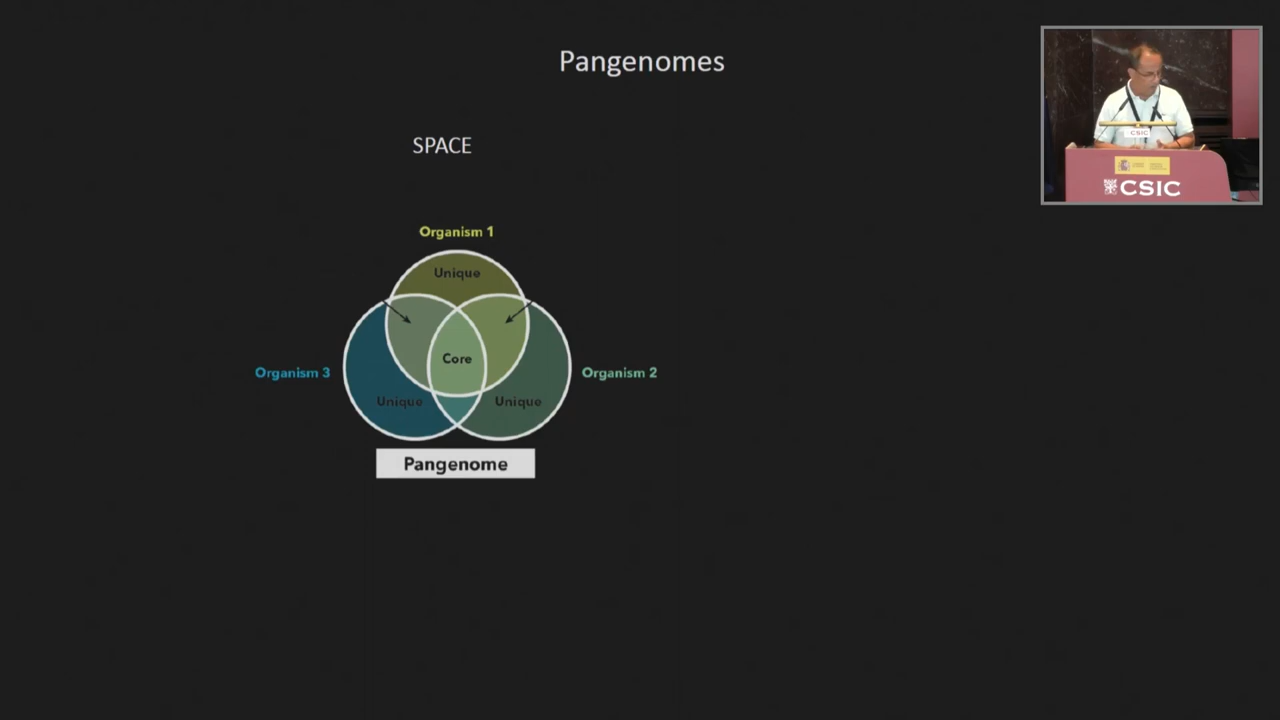 Pangenomes
SPACE
Organism 1
Unique
Core
Organism 3
Organism 2
Unique
Unique
Pangenome
CSIC
CSIC